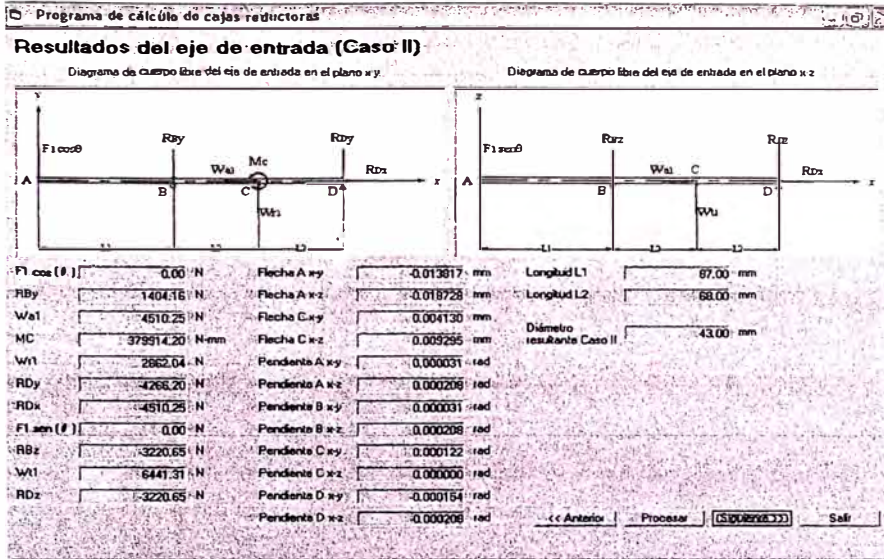 Programa de cálculo de cajas reductoras
Resultados del eje de entrada (Caso II)
Diagrama de cuerpo libre del eje de entrada en el plano x-y
Diagrama de cuerpo libre del eje de entrada en el plano x-z
Y
F1 cosθ
RBy
Wa1
Mc
RDy
RDx
A
B
C
D
x
Wr1
L1
L2
L2
z
F1 senθ
RBz
Wa1
C
RDz
A
B
D
x
Wt1
L1
L2
L2
F1 cos (θ) 0.00 N
RBy 1404.16 N
Wa1 4510.25 N
MC 379914.20 N-mm
Wr1 2862.04 N
RDy -4266.20 N
RDx -4510.25 N
F1 sen (θ) 0.00 N
RBz -3220.65 N
Wt1 6441.31 N
RDz -3220.65 N
Flecha A x-y -0.013817 mm
Flecha A x-z -0.018728 mm
Flecha C x-y 0.004130 mm
Flecha C x-z 0.009295 mm
Pendiente A x-y 0.000031 rad
Pendiente A x-z 0.000208 rad
Pendiente B x-y 0.000031 rad
Pendiente B x-z 0.000208 rad
Pendiente C x-y 0.000122 rad
Pendiente C x-z 0.000000 rad
Pendiente D x-y -0.000154 rad
Pendiente D x-z -0.000208 rad
Longitud L1 87.00 mm
Longitud L2 68.00 mm
Diámetro
resultante Caso II 43.00 mm
<< Anterior
Procesar
Siguiente >>
Salir